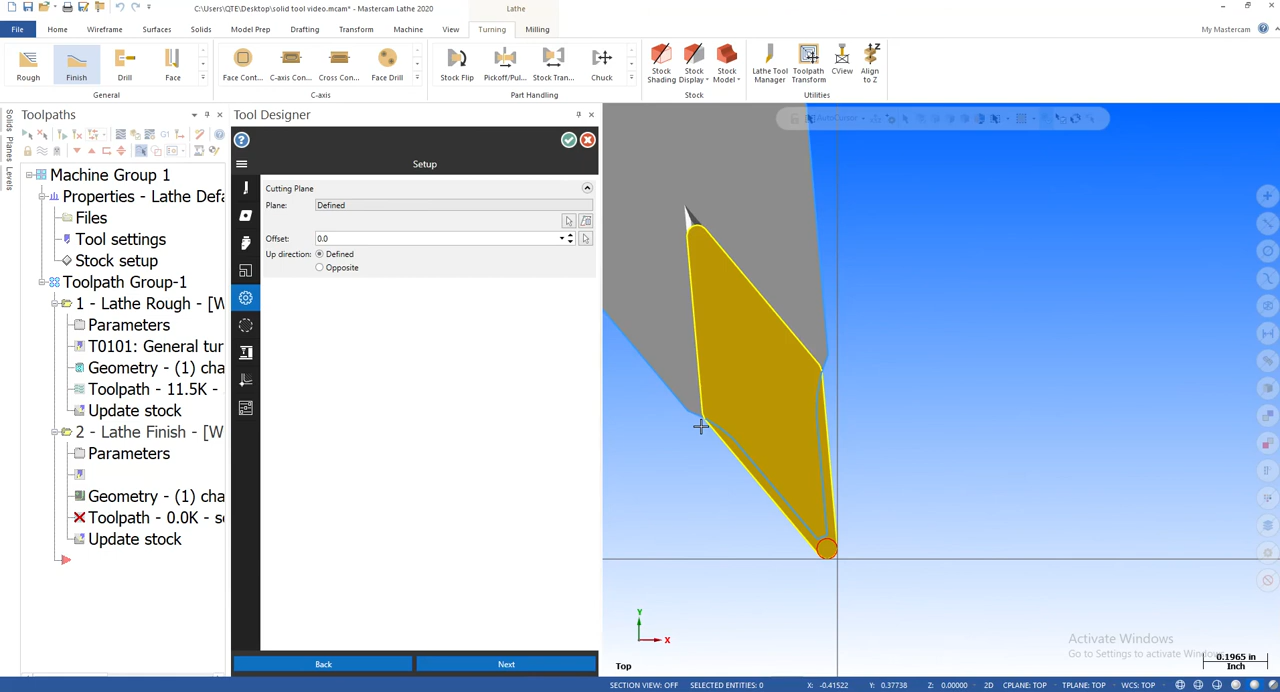 C:\Users\QTE\Desktop\solid tool video.mcam* - Mastercam Lathe 2020
Lathe
File Home Wireframe Surfaces Solids Model Prep Drafting Transform Machine View Turning Milling
My Mastercam
Rough Finish Drill Face Face Cont... C-axis Con... Cross Con... Face Drill Stock Flip Pickoff/Pul... Stock Tran... Chuck Stock Shading Stock Display Stock Model Lathe Tool Manager Toolpath Transform CView Align to Z
General C-axis Part Handling Stock Utilities
Toolpaths
Tool Designer
AutoCursor
Solids
Planes
Levels
G1
Setup
Machine Group 1
Properties - Lathe Defa
Files
Tool settings
Stock setup
Toolpath Group-1
1 - Lathe Rough - [W
Parameters
T0101: General tur
Geometry - (1) cha
Toolpath - 11.5K -
Update stock
2 - Lathe Finish - [W
Parameters
Geometry - (1) cha
Toolpath - 0.0K - so
Update stock
Cutting Plane
Plane: Defined
Offset: 0.0
Up direction: Defined
Opposite
Back Next
Y
X
Top
Activate Windows
Go to Settings to activate Windows
0.1965 in
Inch
SECTION VIEW: OFF SELECTED ENTITIES: 0 X: -0.41522 Y: 0.37738 Z: 0.00000 2D CPLANE: TOP TPLANE: TOP WCS: TOP